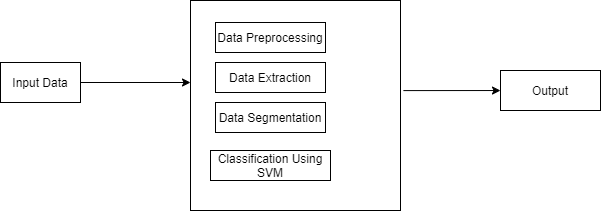 Input Data
Data Preprocessing
Data Extraction
Data Segmentation
Classification Using
SVM
Output